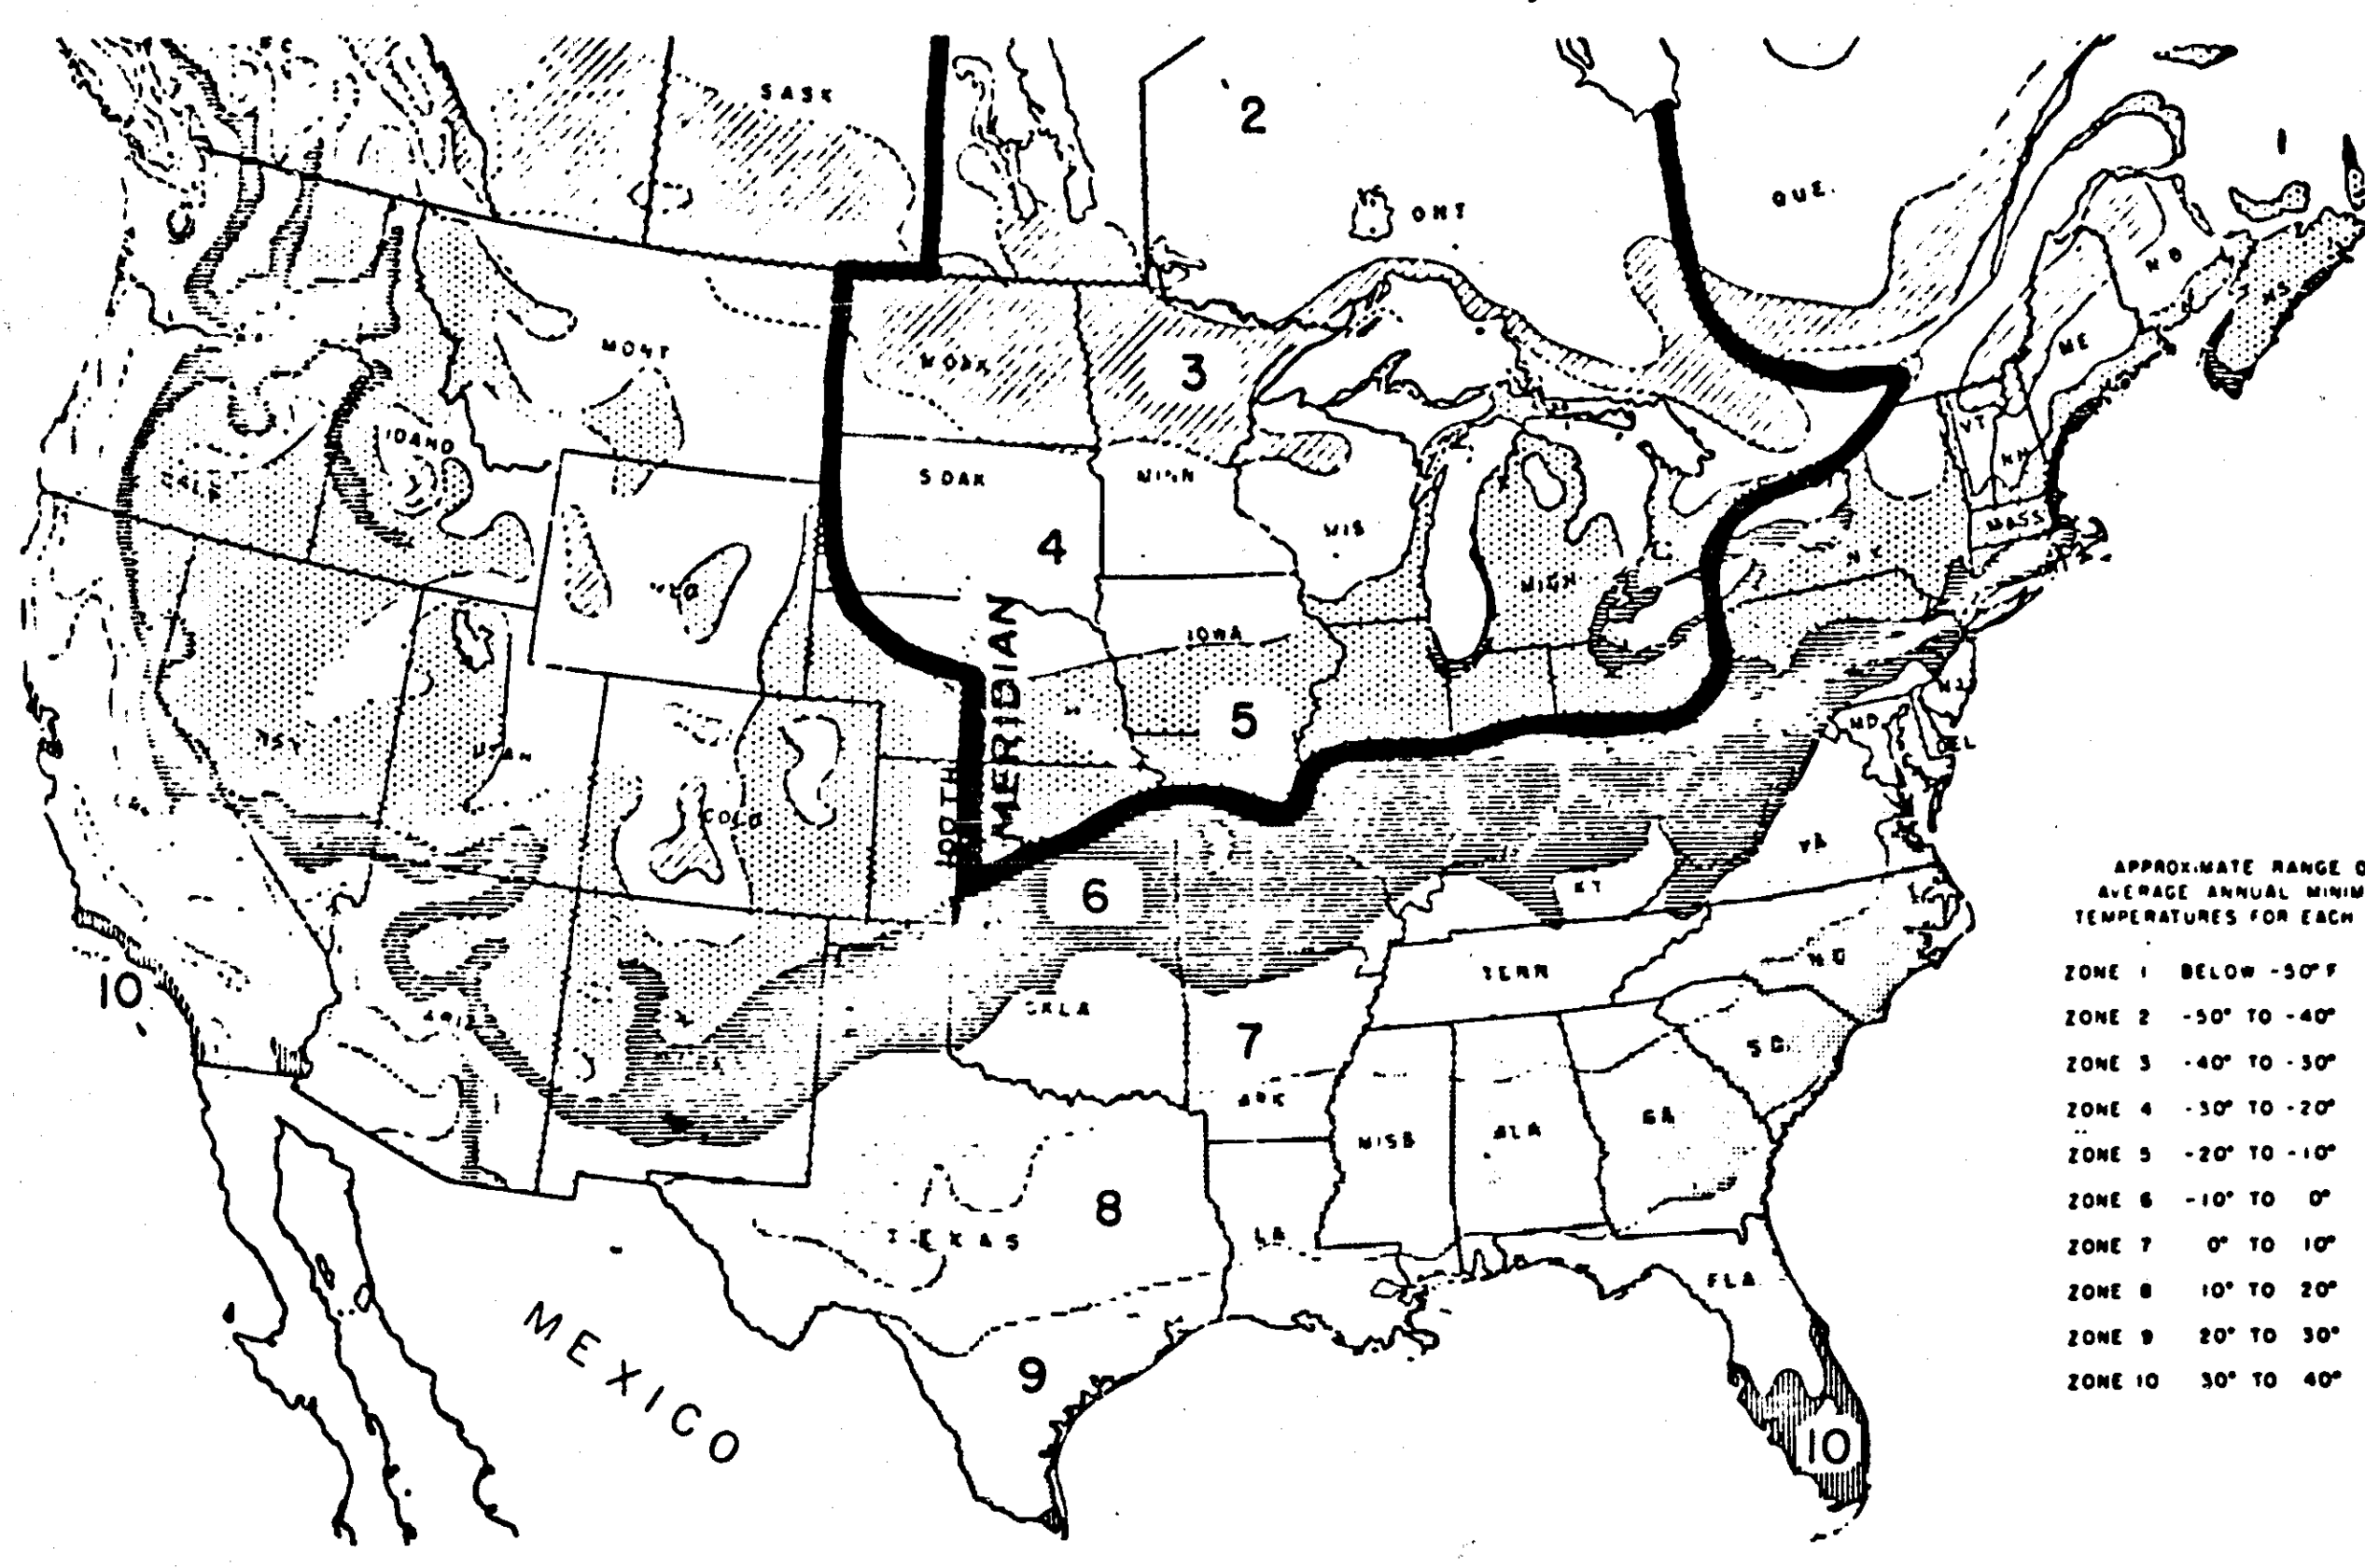 SASK
2
ONT
QUE.
N B
N S
ME
MONT
N DAK
3
VT
NH
IDAHO
S DAK
MINN
WIS
MASS
4
MICH
N Y
WYO
IOWA
MERIDIAN
5
NJ
MD
DEL
UTAH
COLO
100TH
VA
KY
6
N C
TENN
10
ARIZ
OKLA
7
S C
ARK
MISS
ALA
GA
8
TEXAS
LA
FLA
MEXICO
9
10
APPROXIMATE RANGE O
AVERAGE ANNUAL MINIM
TEMPERATURES FOR EACH
ZONE 1 BELOW -50° F
ZONE 2 -50° TO -40°
ZONE 3 -40° TO -30°
ZONE 4 -30° TO -20°
ZONE 5 -20° TO -10°
ZONE 6 -10° TO 0°
ZONE 7 0° TO 10°
ZONE 8 10° TO 20°
ZONE 9 20° TO 30°
ZONE 10 30° TO 40°